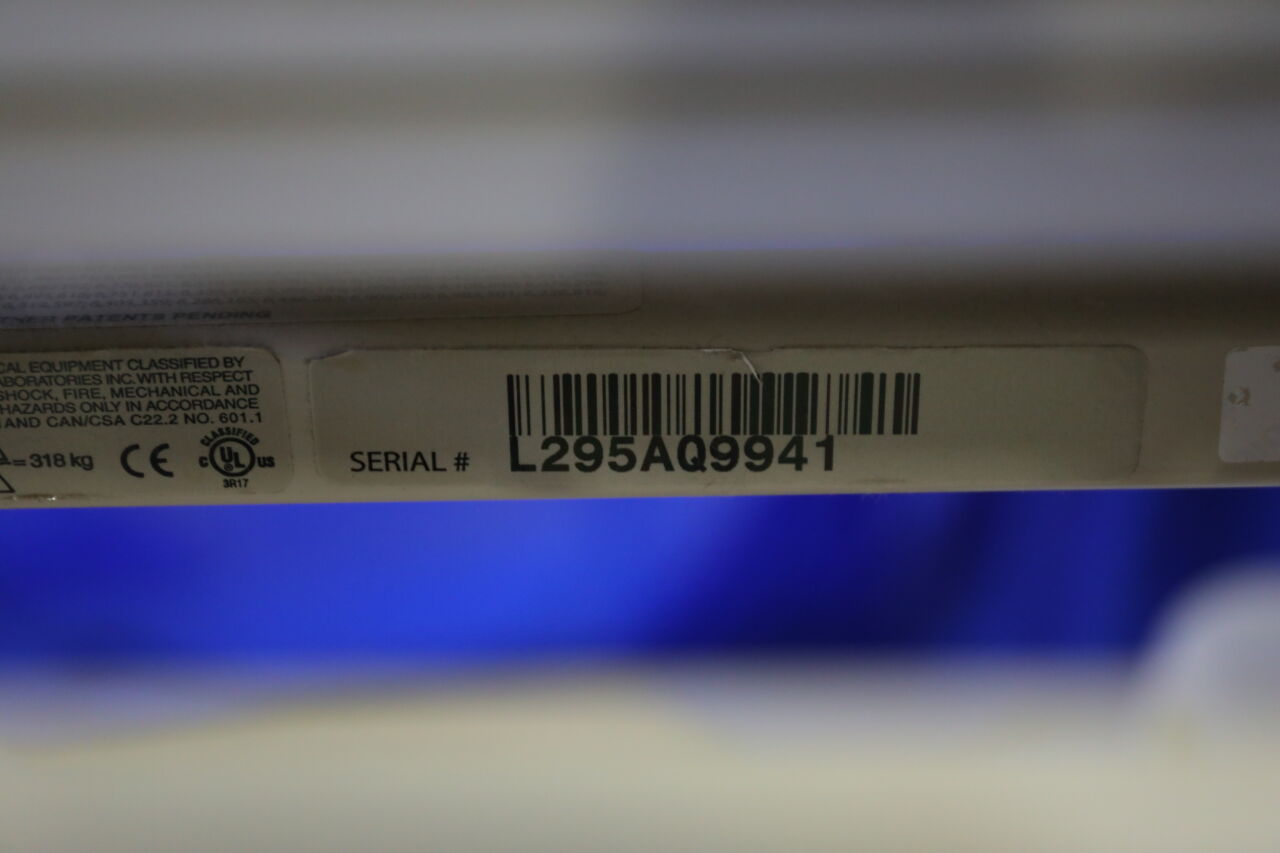 PATENTS PENDING
CAL EQUIPMENT CLASSIFIED BY
ABORATORIES INC. WITH RESPECT
SHOCK, FIRE, MECHANICAL AND
HAZARDS ONLY IN ACCORDANCE
AND CAN/CSA C22.2 NO. 601.1
=318 kg
CE
CLASSIFIED
C UL US
3R17
SERIAL # L295AQ9941